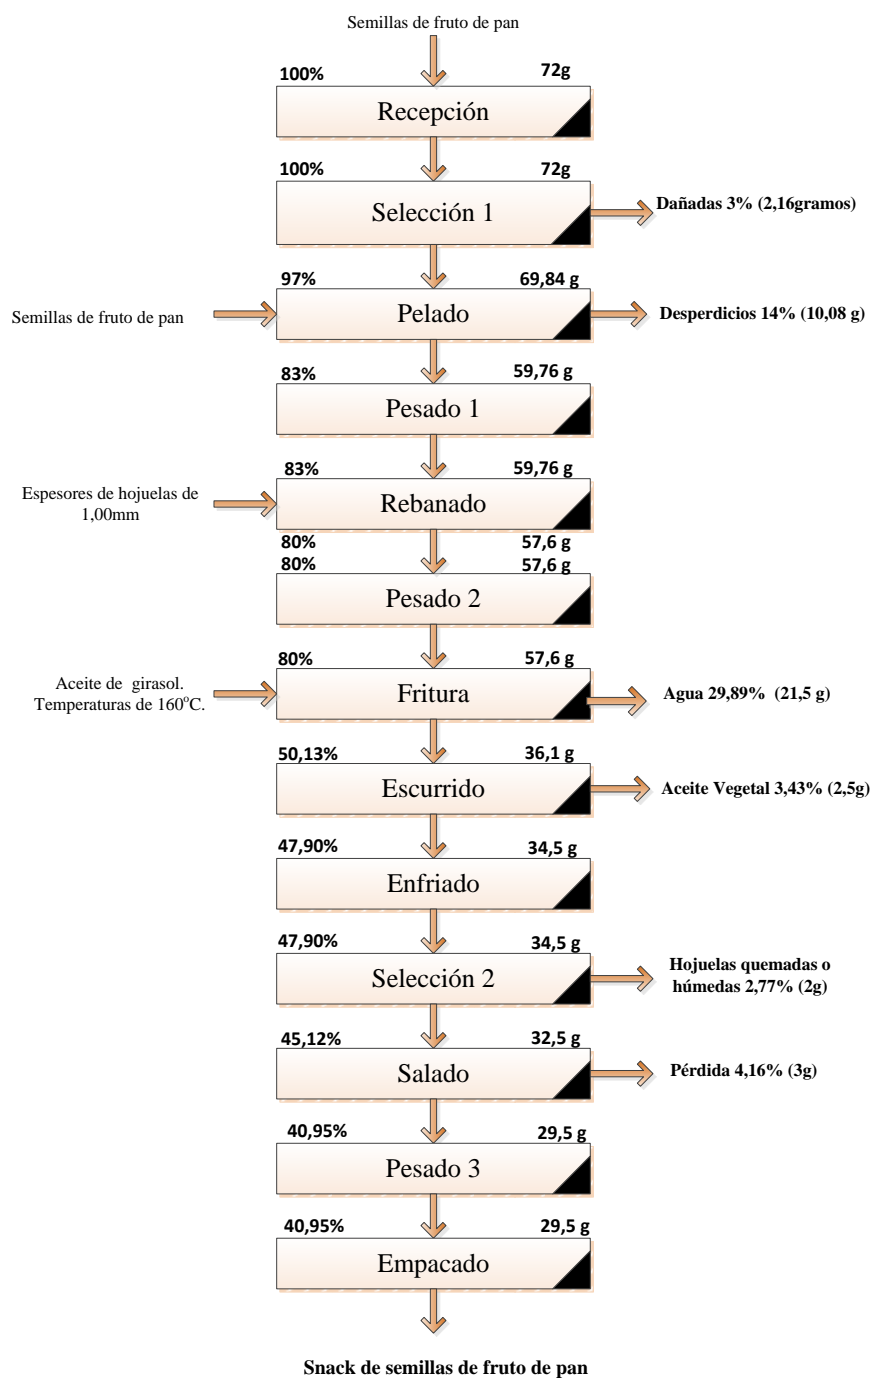 Semillas de fruto de pan
100% 72g
Recepción
100% 72g
Selección 1
Dañadas 3% (2,16gramos)
97% 69,84 g
Semillas de fruto de pan
Pelado
Desperdicios 14% (10,08 g)
83% 59,76 g
Pesado 1
83% 59,76 g
Espesores de hojuelas de
1,00mm
Rebanado
80% 57,6 g
80% 57,6 g
Pesado 2
80% 57,6 g
Aceite de girasol.
Temperaturas de 160°C.
Fritura
Agua 29,89% (21,5 g)
50,13% 36,1 g
Escurrido
Aceite Vegetal 3,43% (2,5g)
47,90% 34,5 g
Enfriado
47,90% 34,5 g
Selección 2
Hojuelas quemadas o
húmedas 2,77% (2g)
45,12% 32,5 g
Salado
Pérdida 4,16% (3g)
40,95% 29,5 g
Pesado 3
40,95% 29,5 g
Empacado
Snack de semillas de fruto de pan